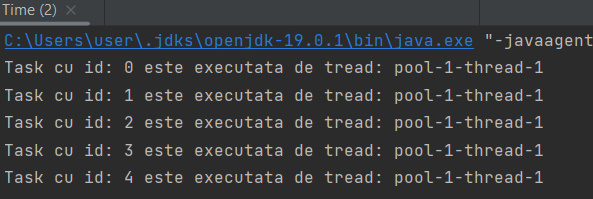 Time (2) ×
C:\Users\user\.jdks\openjdk-19.0.1\bin\java.exe "-javaagent
Task cu id: 0 este executata de tread: pool-1-thread-1
Task cu id: 1 este executata de tread: pool-1-thread-1
Task cu id: 2 este executata de tread: pool-1-thread-1
Task cu id: 3 este executata de tread: pool-1-thread-1
Task cu id: 4 este executata de tread: pool-1-thread-1